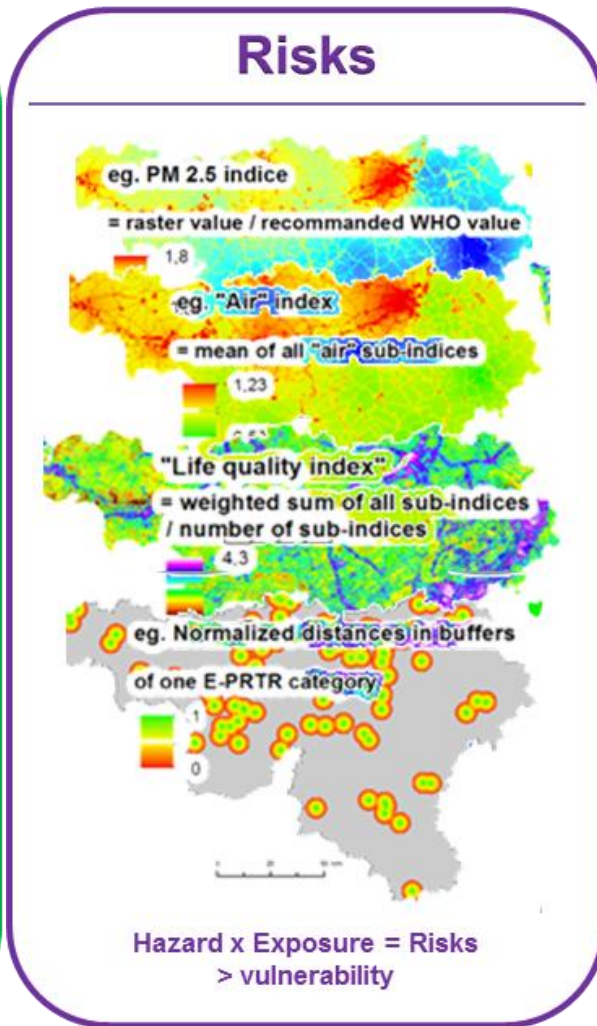 Risks
eg. PM 2.5 indice
= raster value / recommanded WHO value
1,8
eg. "Air" index
= mean of all "air" sub-indices
1,23
"Life quality index"
= weighted sum of all sub-indices
/ number of sub-indices
4,3
eg. Normalized distances in buffers
of one E-PRTR category
1
0
Hazard x Exposure = Risks
> vulnerability